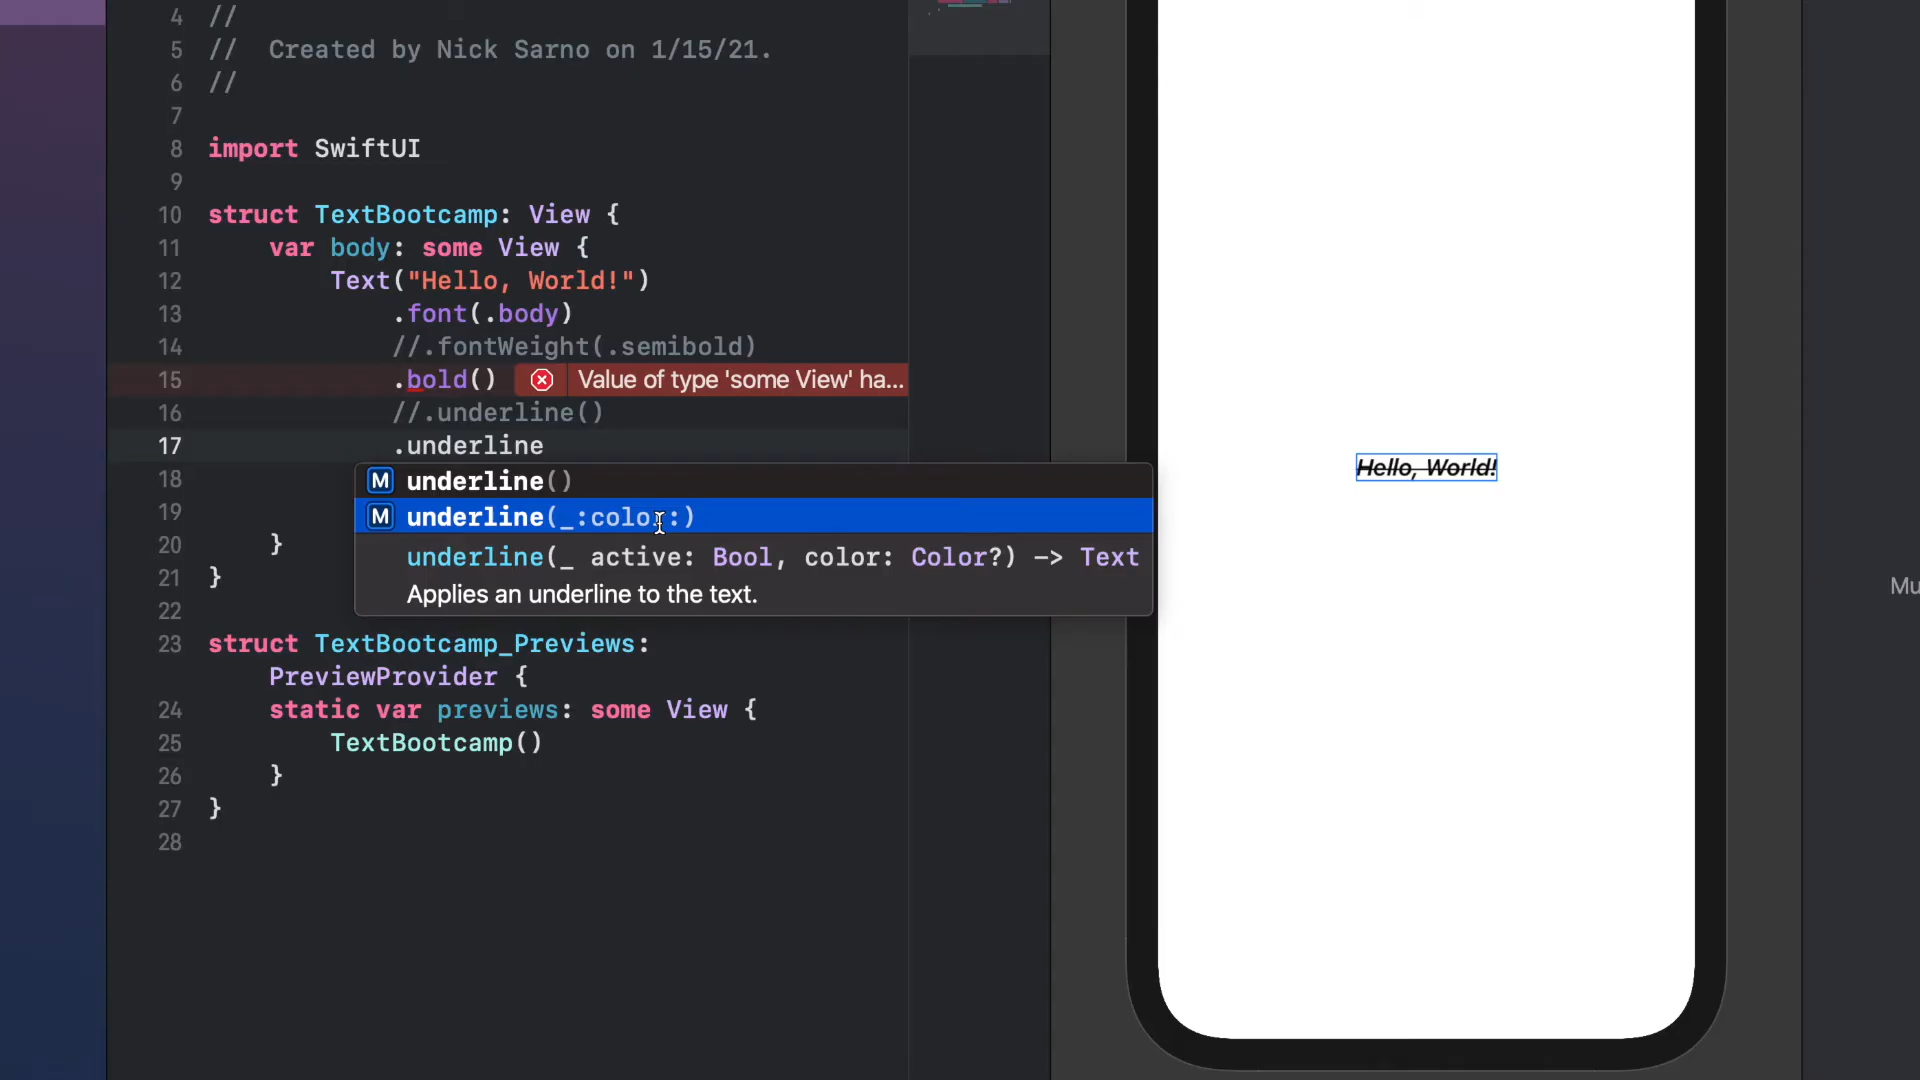 4 //
5 // Created by Nick Sarno on 1/15/21.
6 //
7
8 import SwiftUI
9
10 struct TextBootcamp: View {
11 var body: some View {
12 Text("Hello, World!")
13 .font(.body)
14 //.fontWeight(.semibold)
15 .bold() Value of type 'some View' ha...
16 //.underline()
17 .underline
18 M underline()
19 M underline(_:color:)
20 }
underline(_ active: Bool, color: Color?) -> Text
21 }
Applies an underline to the text.
22
23 struct TextBootcamp_Previews:
PreviewProvider {
24 static var previews: some View {
25 TextBootcamp()
26 }
27 }
28
Hello, World!
Mu